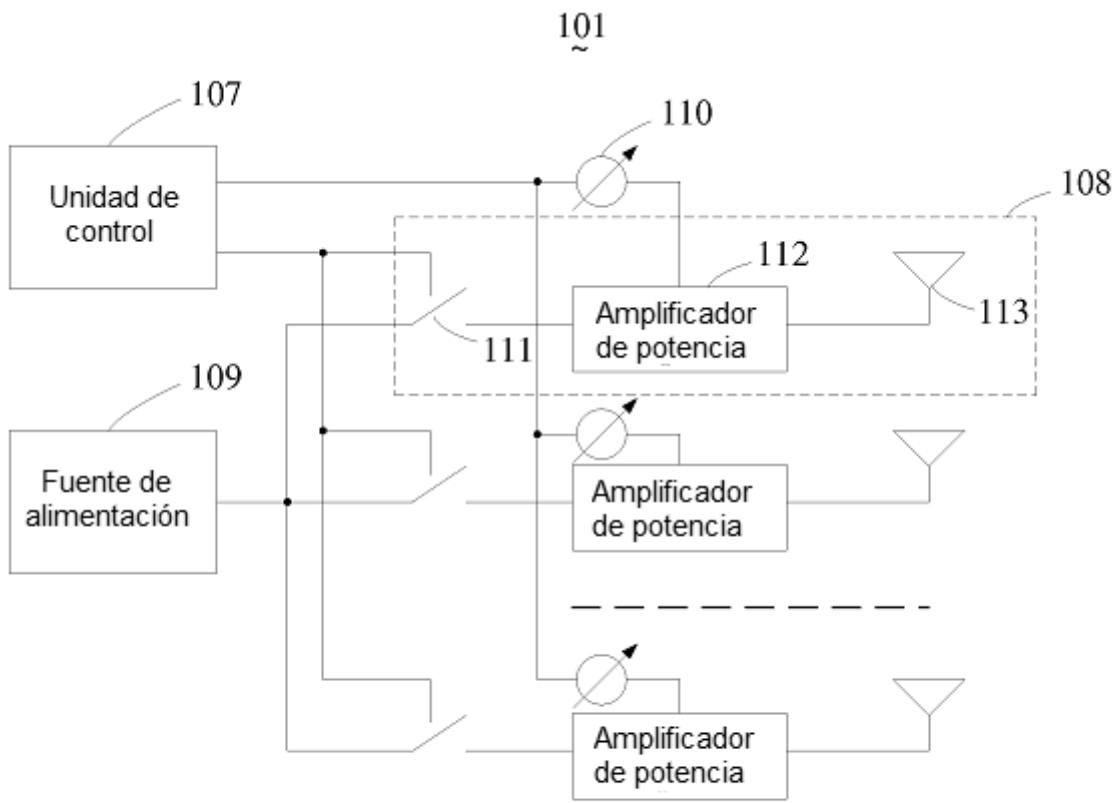 101
107
110
108
Unidad de
control
112
113
Amplificador
de potencia
111
109
Fuente de
alimentación
Amplificador
de potencia
Amplificador
de potencia